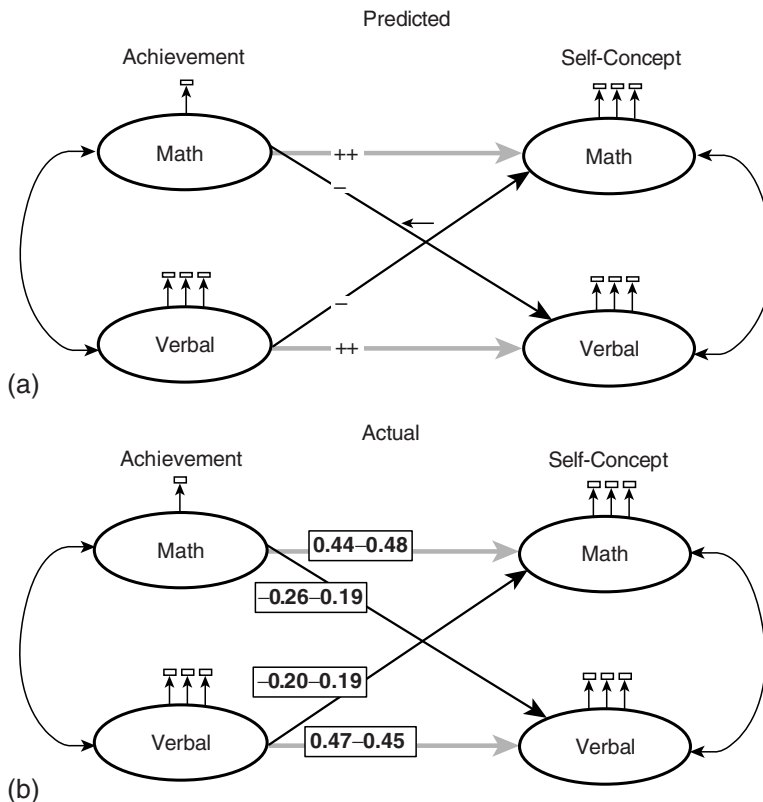 Predicted
Achievement
Self-Concept
Math
++
Math
–
–
Verbal
++
Verbal
(a)
Actual
Achievement
Self-Concept
Math
0.44–0.48
Math
–0.26–0.19
–0.20–0.19
Verbal
0.47–0.45
Verbal
(b)